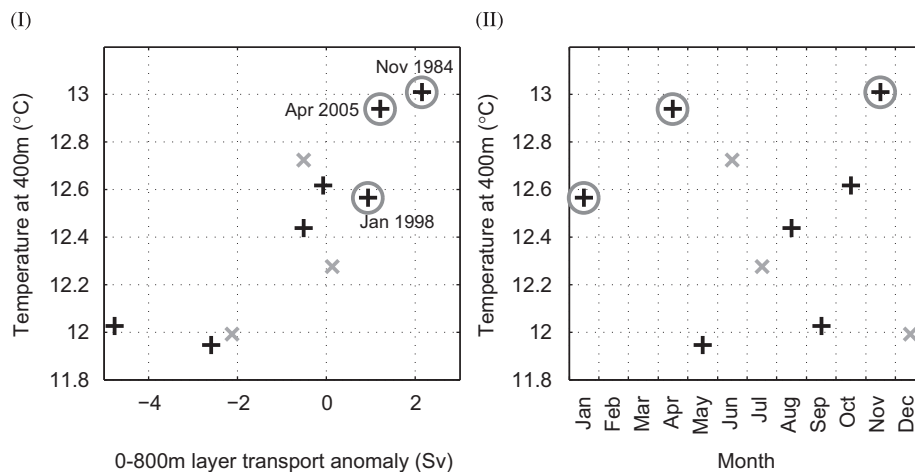 (I)
Temperature at 400m (°C)
13
12.8
12.6
12.4
12.2
12
11.8
Nov 1984
Apr 2005
Jan 1998
−4
−2
0
2
0-800m layer transport anomaly (Sv)
(II)
Temperature at 400m (°C)
13
12.8
12.6
12.4
12.2
12
11.8
Jan
Feb
Mar
Apr
May
Jun
Jul
Aug
Sep
Oct
Nov
Dec
Month